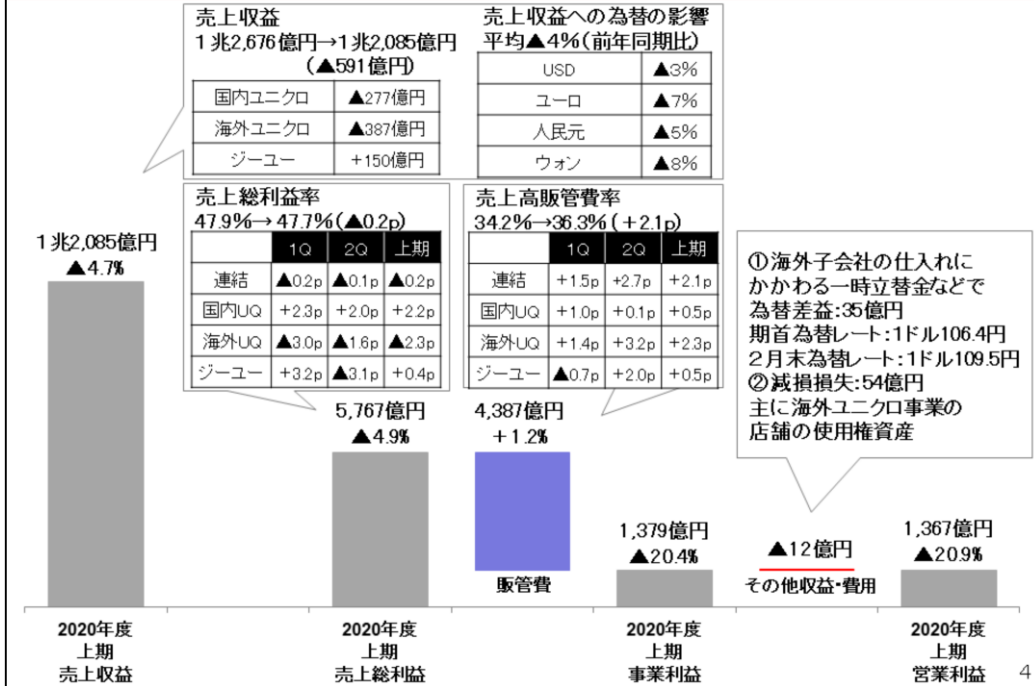 売上収益
1兆2,676億円→1兆2,085億円
(▲591億円)
国内ユニクロ ▲277億円
海外ユニクロ ▲387億円
ジーユー +150億円
売上収益への為替の影響
平均▲4%(前年同期比)
USD ▲3%
ユーロ ▲7%
人民元 ▲5%
ウォン ▲8%
売上総利益率
47.9%→47.7%(▲0.2p)
1Q 2Q 上期
連結 ▲0.2p ▲0.1p ▲0.2p
国内UQ +2.3p +2.0p +2.2p
海外UQ ▲3.0p ▲1.6p ▲2.3p
ジーユー +3.2p ▲3.1p +0.4p
売上高販管費率
34.2%→36.3%(+2.1p)
1Q 2Q 上期
連結 +1.5p +2.7p +2.1p
国内UQ +1.0p +0.1p +0.5p
海外UQ +1.4p +3.2p +2.3p
ジーユー ▲0.7p +2.0p +0.5p
①海外子会社の仕入れに
かかわる一時立替金などで
為替差益:35億円
期首為替レート:1ドル106.4円
2月末為替レート:1ドル109.5円
②減損損失:54億円
主に海外ユニクロ事業の
店舗の使用権資産
1兆2,085億円
▲4.7%
5,767億円
▲4.9%
4,387億円
+1.2%
販管費
1,379億円
▲20.4%
▲12億円
その他収益・費用
1,367億円
▲20.9%
2020年度
上期
売上収益
2020年度
上期
売上総利益
2020年度
上期
事業利益
2020年度
上期
営業利益
4